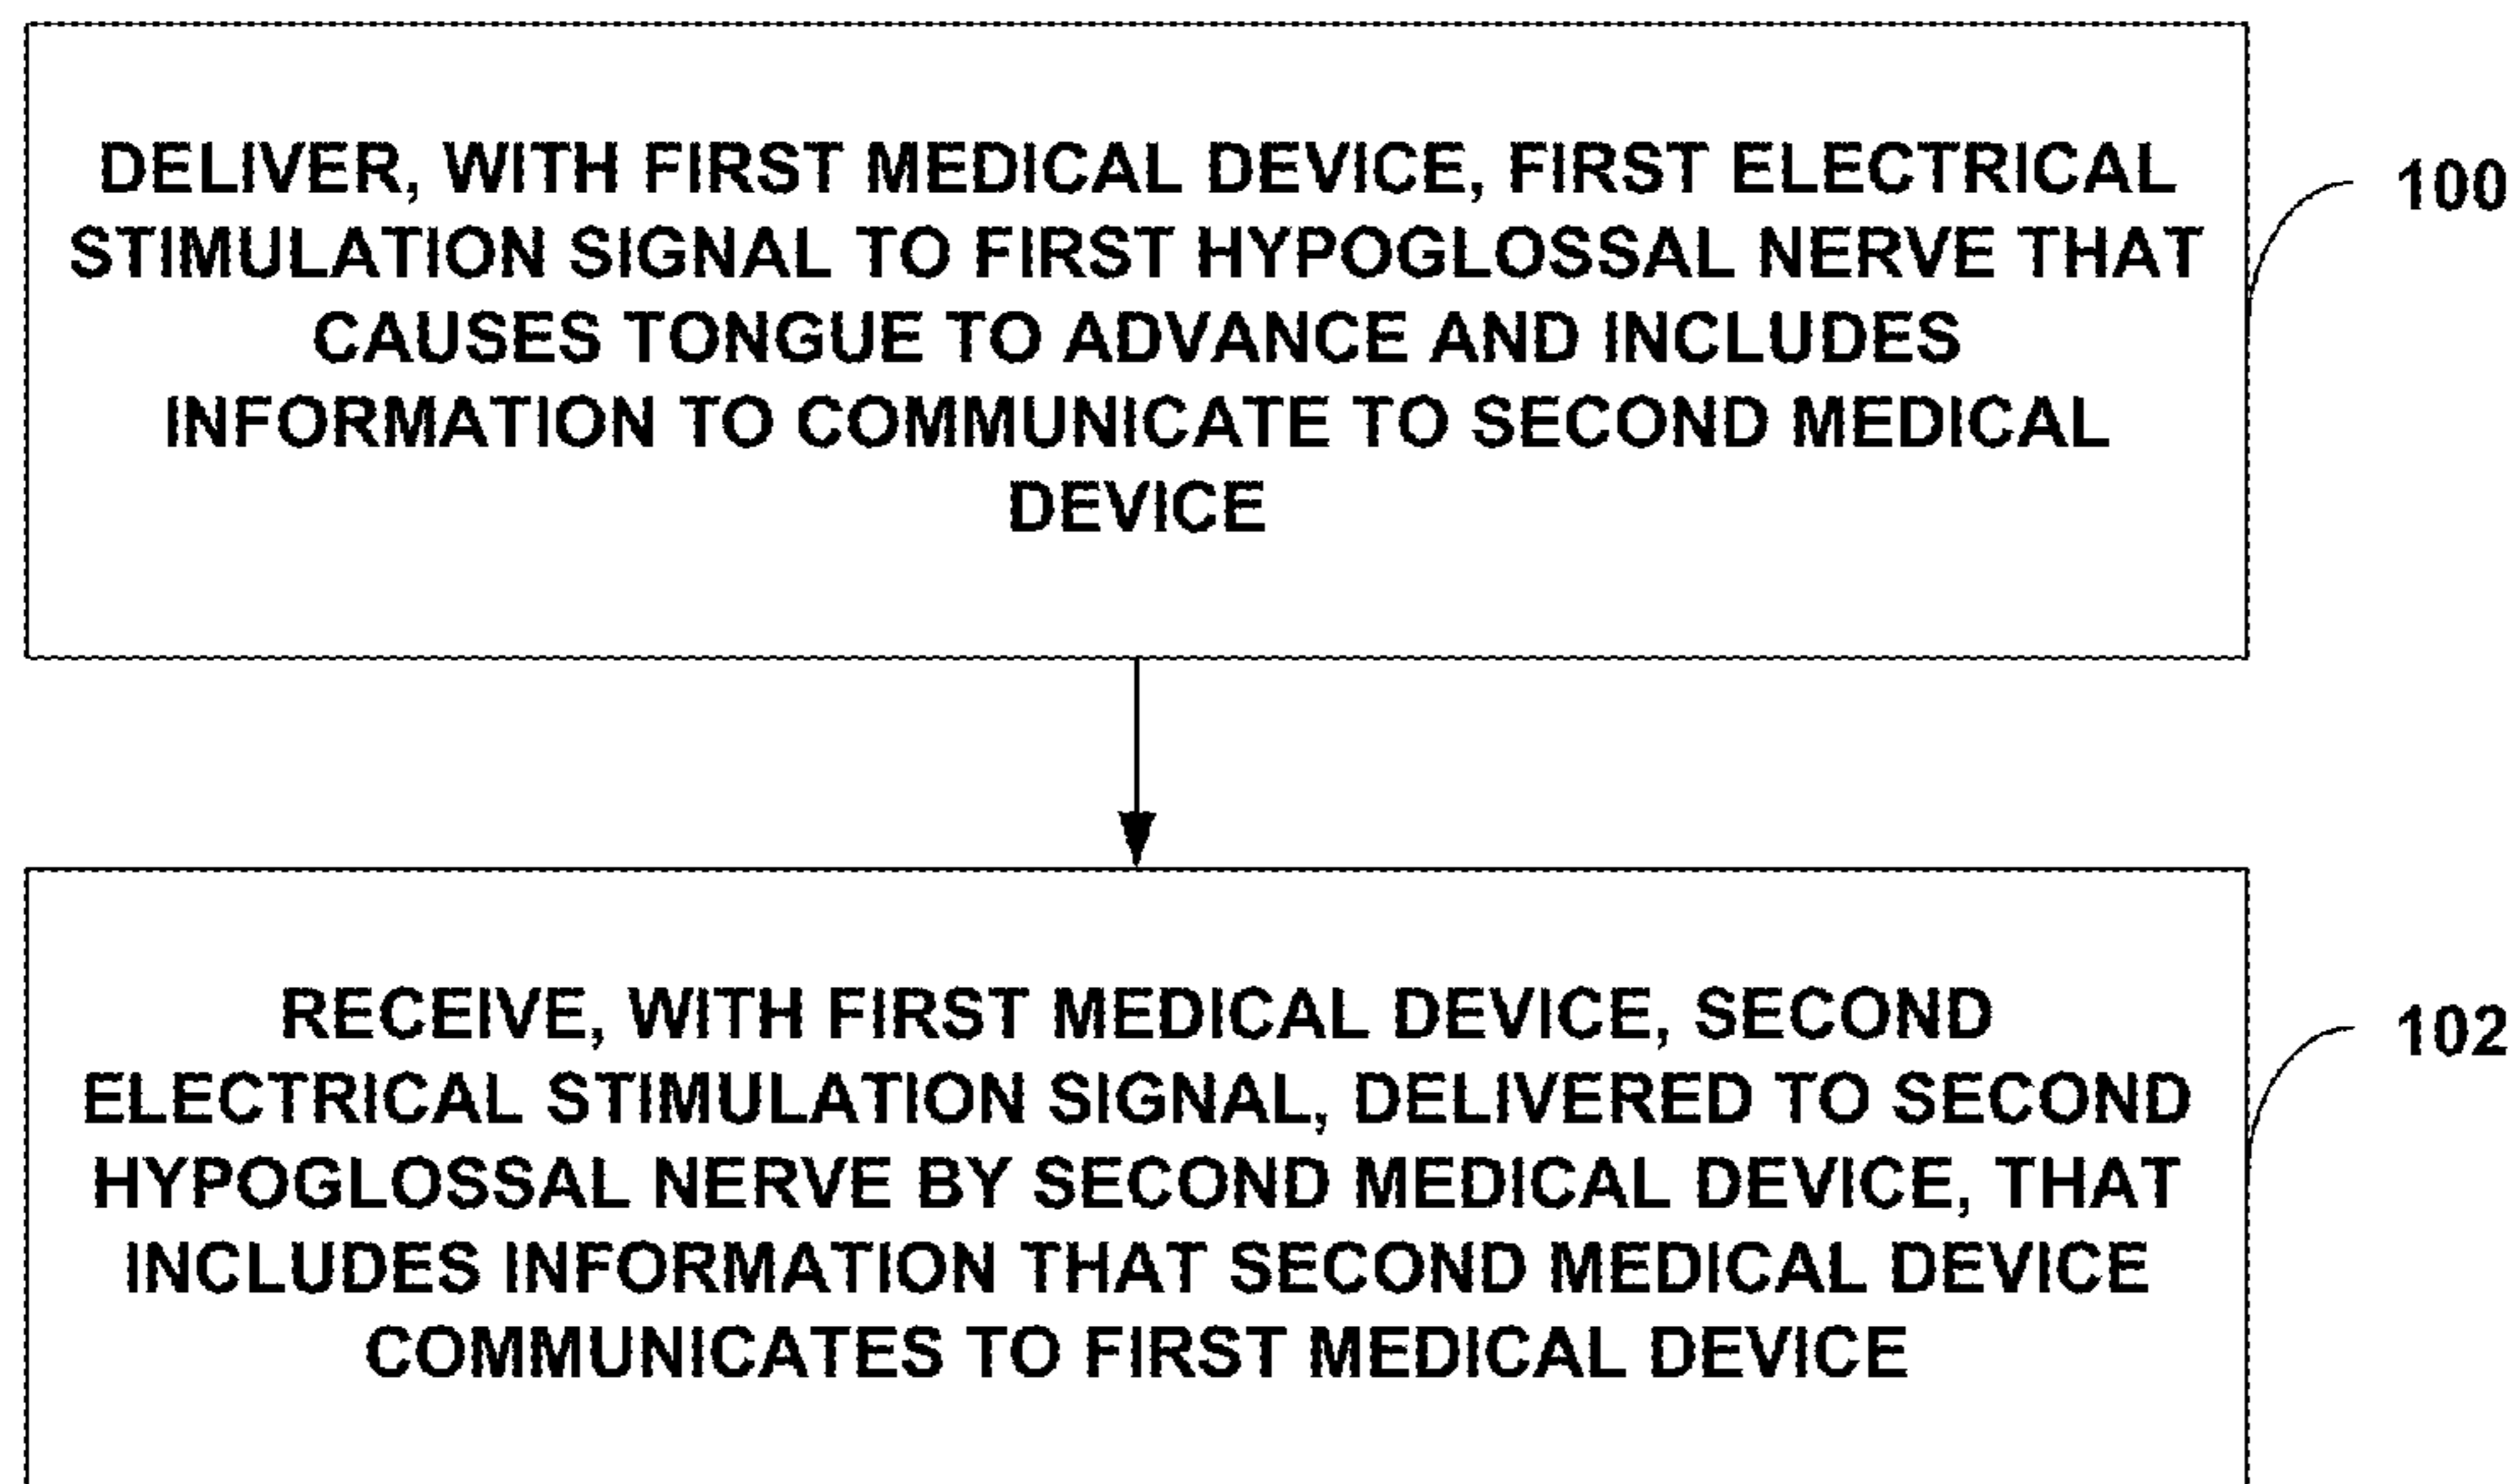 DELIVER, WITH FIRST MEDICAL DEVICE, FIRST ELECTRICAL
STIMULATION SIGNAL TO FIRST HYPOGLOSSAL NERVE THAT
CAUSES TONGUE TO ADVANCE AND INCLUDES
INFORMATION TO COMMUNICATE TO SECOND MEDICAL
DEVICE
100
RECEIVE, WITH FIRST MEDICAL DEVICE, SECOND
ELECTRICAL STIMULATION SIGNAL, DELIVERED TO SECOND
HYPOGLOSSAL NERVE BY SECOND MEDICAL DEVICE, THAT
INCLUDES INFORMATION THAT SECOND MEDICAL DEVICE
COMMUNICATES TO FIRST MEDICAL DEVICE
102